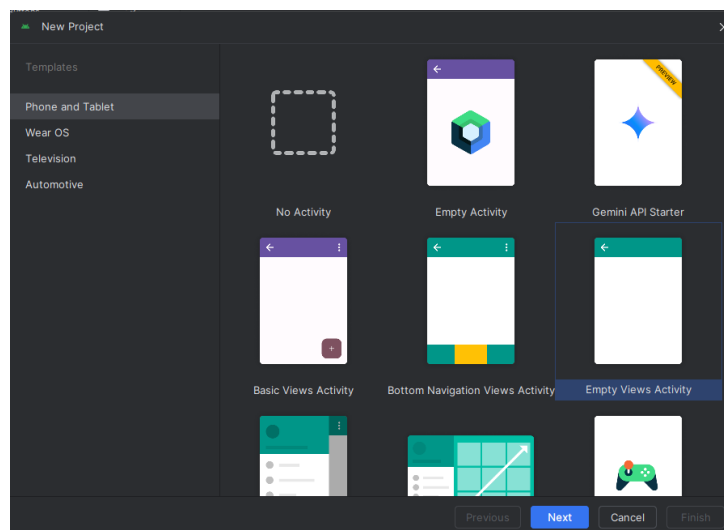 New Project
Templates
Phone and Tablet
Wear OS
Television
Automotive
No Activity
Empty Activity
PREVIEW
Gemini API Starter
Basic Views Activity
Bottom Navigation Views Activity
Empty Views Activity
Previous
Next
Cancel
Finish